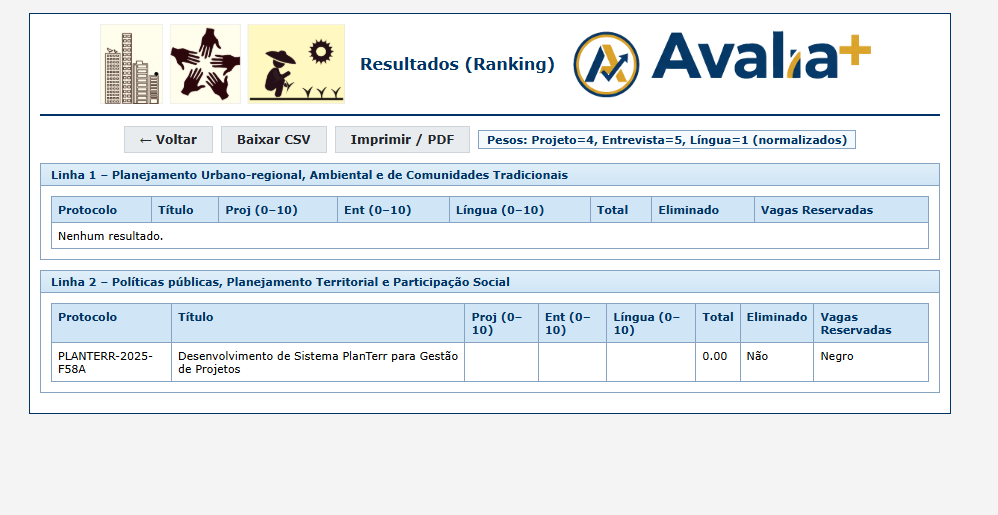 Resultados (Ranking)
Avalia+
← Voltar
Baixar CSV
Imprimir / PDF
Pesos: Projeto=4, Entrevista=5, Língua=1 (normalizados)
Linha 1 – Planejamento Urbano-regional, Ambiental e de Comunidades Tradicionais
Protocolo Título Proj (0–10) Ent (0–10) Língua (0–10) Total Eliminado Vagas Reservadas
Nenhum resultado.
Linha 2 – Políticas públicas, Planejamento Territorial e Participação Social
Protocolo
Título
Proj (0–
10)
Ent (0–
10)
Língua (0–
10)
Total
Eliminado
Vagas
Reservadas
PLANTERR-2025-
F58A
Desenvolvimento de Sistema PlanTerr para Gestão
de Projetos
0.00
Não
Negro